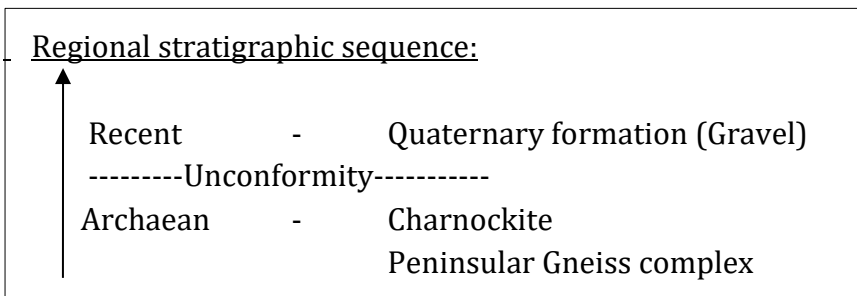 Regional stratigraphic sequence:
Recent - Quaternary formation (Gravel)
---------Unconformity-----------
Archaean - Charnockite
Peninsular Gneiss complex